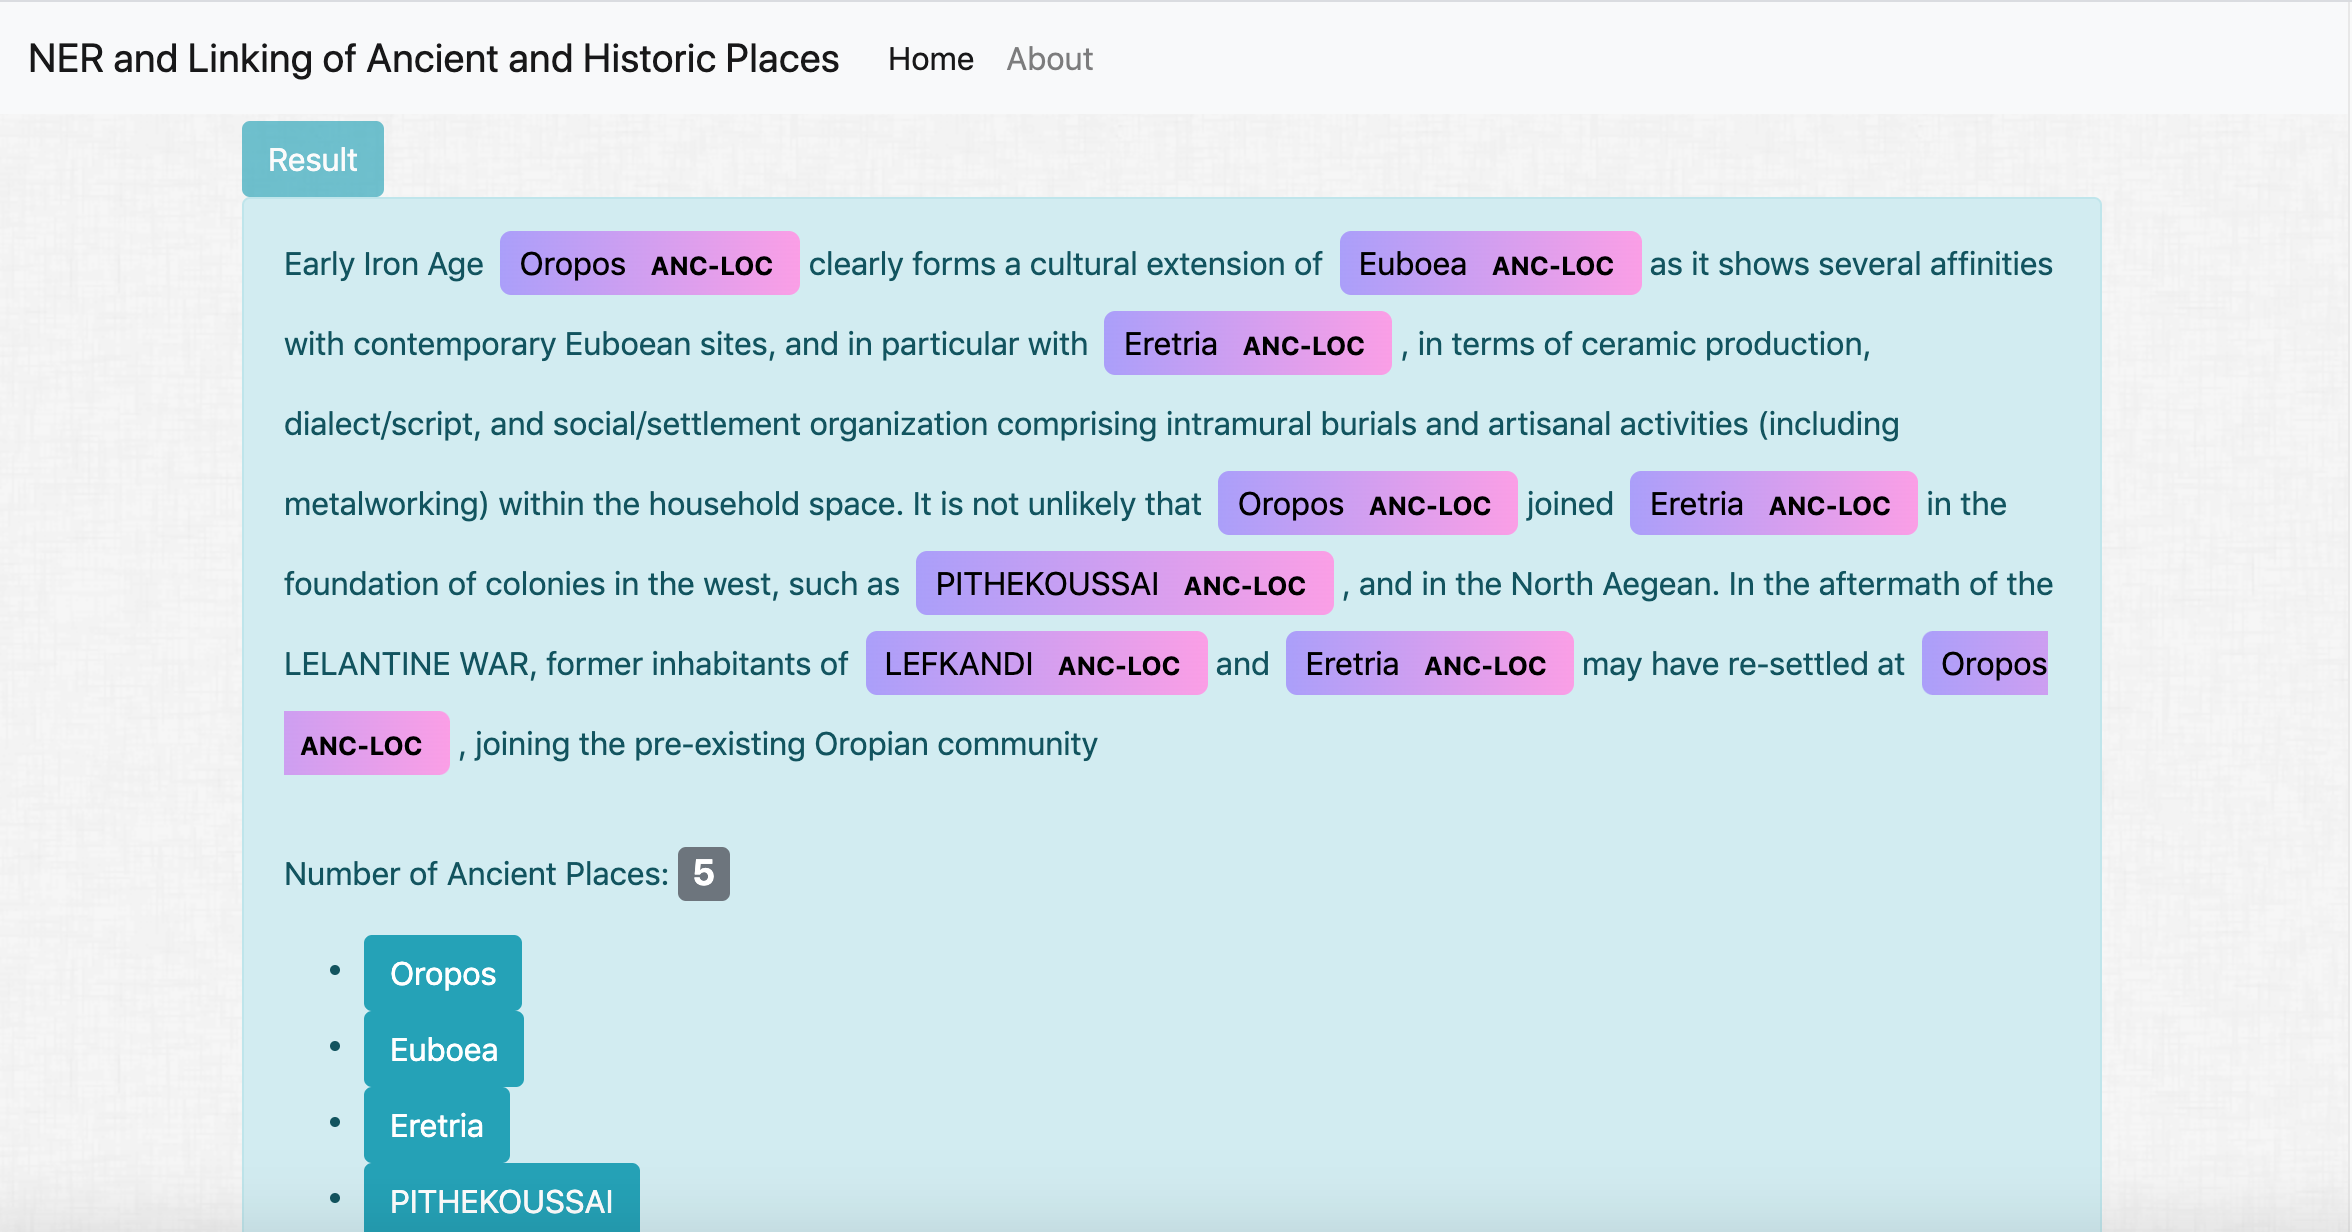 NER and Linking of Ancient and Historic Places Home About
Result
Early Iron Age Oropos ANC-LOC clearly forms a cultural extension of Euboea ANC-LOC as it shows several affinities
with contemporary Euboean sites, and in particular with Eretria ANC-LOC , in terms of ceramic production,
dialect/script, and social/settlement organization comprising intramural burials and artisanal activities (including
metalworking) within the household space. It is not unlikely that Oropos ANC-LOC joined Eretria ANC-LOC in the
foundation of colonies in the west, such as PITHEKOUSSAI ANC-LOC , and in the North Aegean. In the aftermath of the
LELANTINE WAR, former inhabitants of LEFKANDI ANC-LOC and Eretria ANC-LOC may have re-settled at Oropos
ANC-LOC , joining the pre-existing Oropian community
Number of Ancient Places: 5
• Oropos
• Euboea
• Eretria
• PITHEKOUSSAI